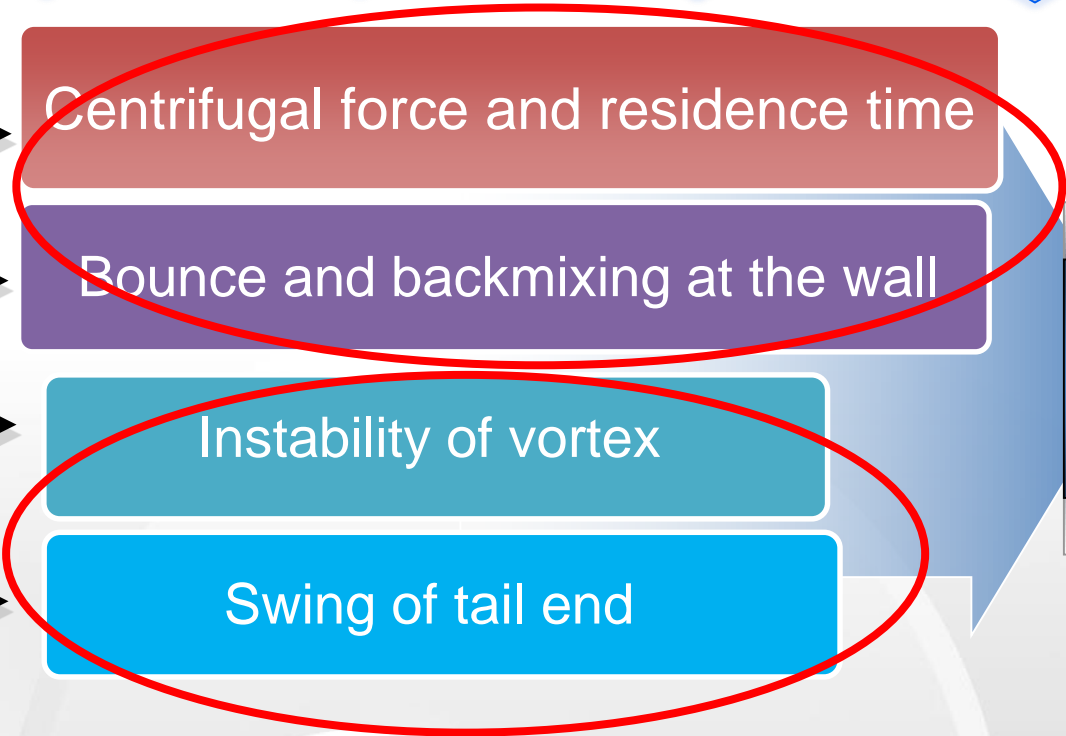 Centrifugal force and residence time
Bounce and backmixing at the wall
Instability of vortex
Swing of tail end